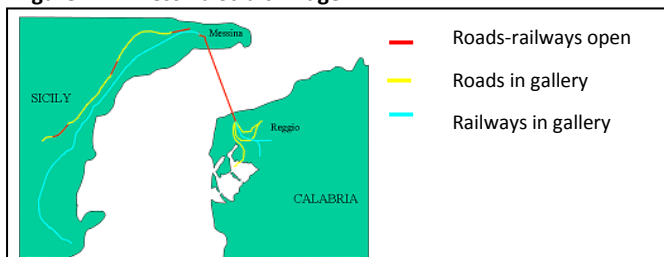 Messina
SICILY
Reggio
CALABRIA
Roads-railways open
Roads in gallery
Railways in gallery